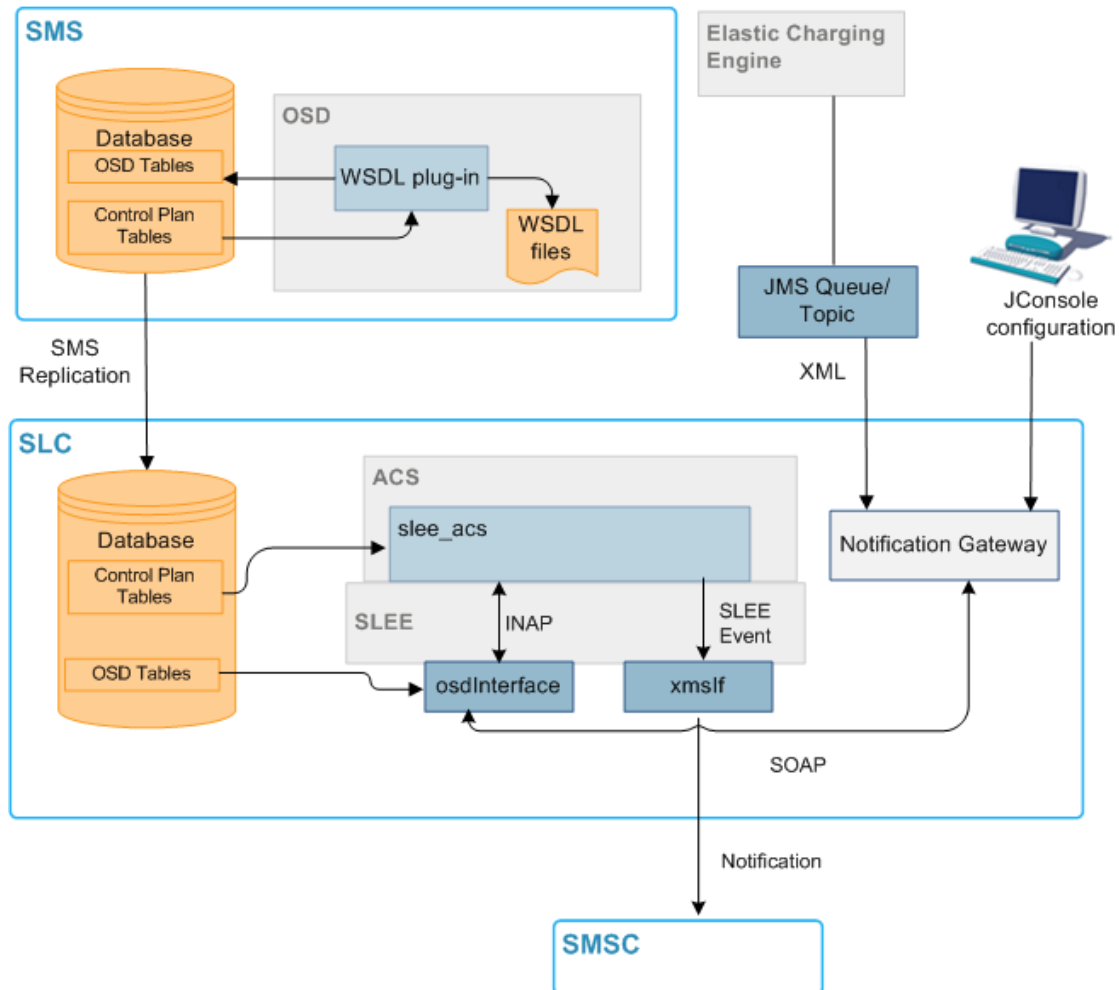 SMS
Database
OSD Tables
Control Plan
Tables
OSD
WSDL plug-in
WSDL
files
Elastic Charging
Engine
JMS Queue/
Topic
JConsole
configuration
SMS
Replication
XML
SLC
Database
Control Plan
Tables
OSD Tables
ACS
slee_acs
SLEE
INAP
SLEE
Event
osdInterface
xmsIf
Notification Gateway
SOAP
Notification
SMSC